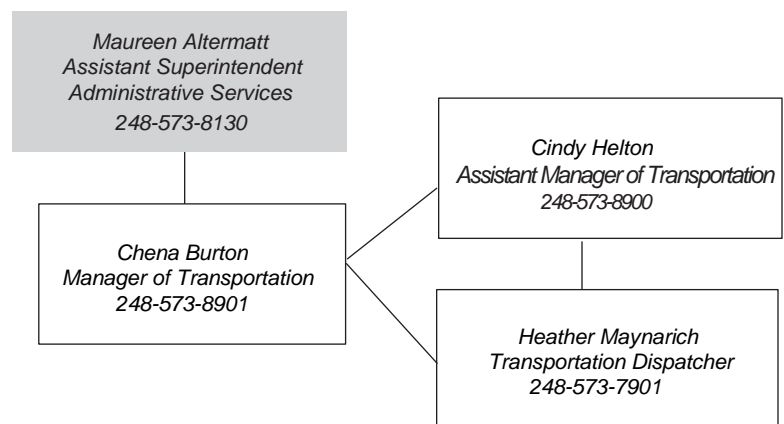 Maureen Altermatt
Assistant Superintendent
Administrative Services
248-573-8130
Cindy Helton
Assistant Manager of Transportation
248-573-8900
Chena Burton
Manager of Transportation
248-573-8901
Heather Maynarich
Transportation Dispatcher
248-573-7901